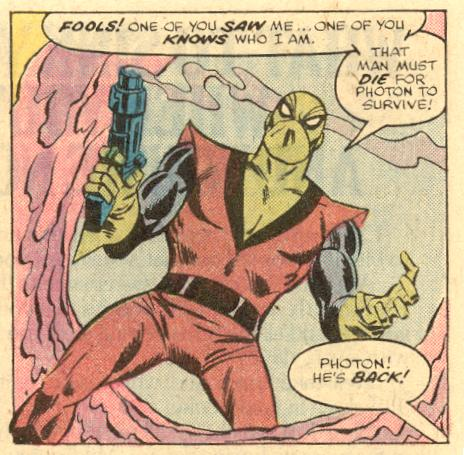 FOOLS! ONE OF YOU SAW ME...ONE OF YOU
KNOWS WHO I AM.
THAT
MAN MUST
DIE FOR
PHOTON TO
SURVIVE!
PHOTON!
HE'S BACK!